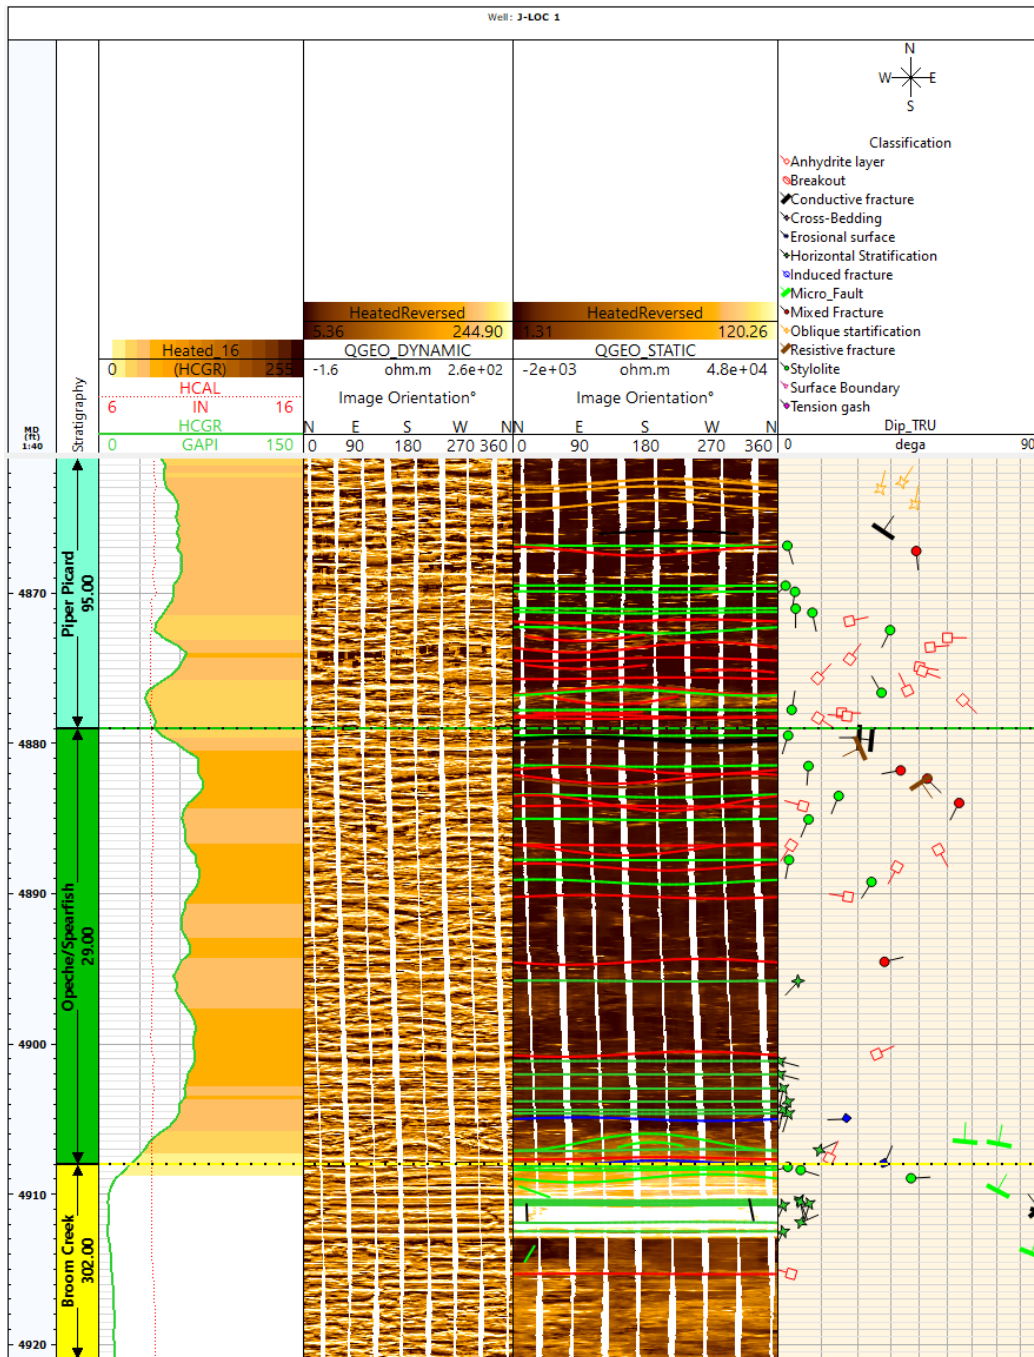 Well: J-LOC 1
N
W E
S
Classification
Anhydrite layer
Breakout
Conductive fracture
Cross-Bedding
Erosional surface
Horizontal Stratification
Induced fracture
Micro_Fault
Mixed Fracture
Oblique startification
Resistive fracture
Stylolite
Surface Boundary
Tension gash
Dip_TRU
0 dega 90
MD
(ft)
1:40
Stratigraphy
Heated_16
0 (HCGR) 255
HCAL
6 IN 16
HCGR
0 GAPI 150
HeatedReversed
5.36 244.90
QGEO_DYNAMIC
-1.6 ohm.m 2.6e+02
Image Orientation°
N E S W N
0 90 180 270 360
HeatedReversed
1.31 120.26
QGEO_STATIC
-2e+03 ohm.m 4.8e+04
Image Orientation°
N E S W N
0 90 180 270 360
4870
4880
4890
4900
4910
4920
Piper Picard
95.00
Opeche/Spearfish
29.00
Broom Creek
302.00